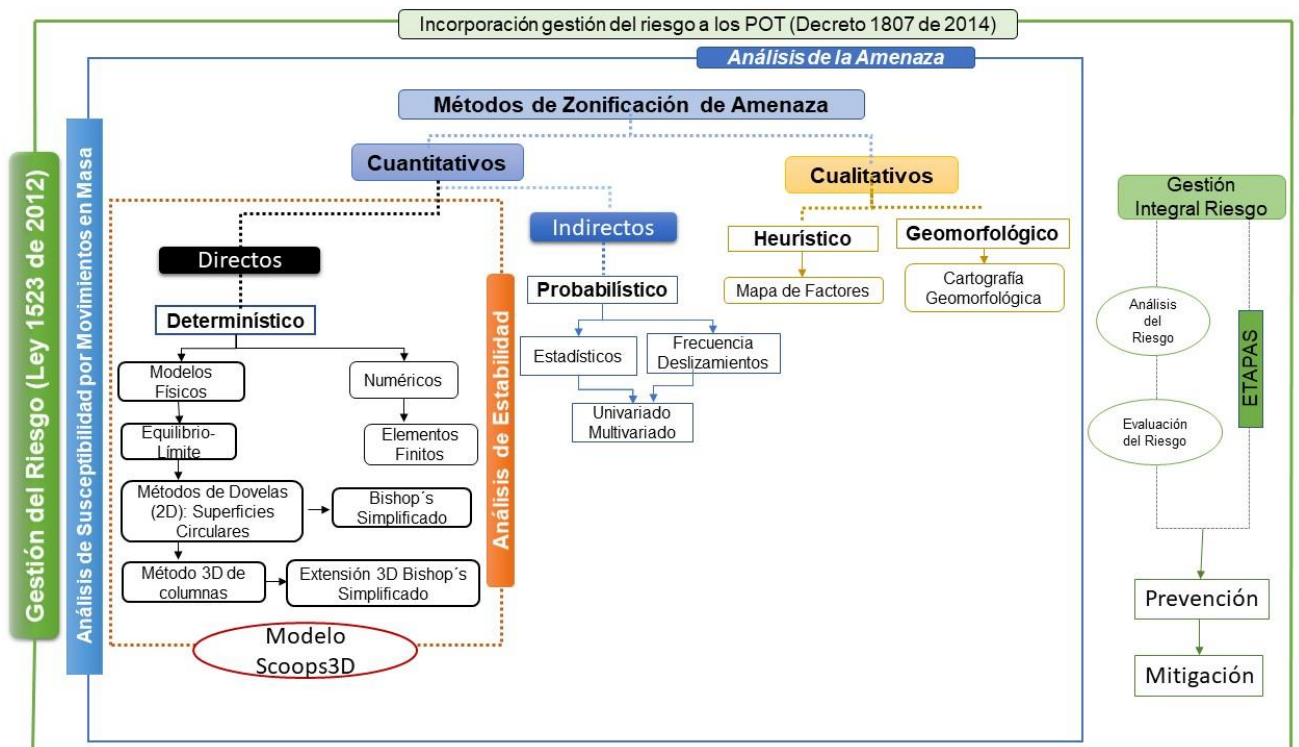 Incorporación gestión del riesgo a los POT (Decreto 1807 de 2014)
Análisis de la Amenaza
Gestión del Riesgo (Ley 1523 de 2012)
Análisis de Susceptibilidad por Movimientos en Masa
Métodos de Zonificación de Amenaza
Cuantitativos
Cualitativos
Directos
Indirectos
Heurístico
Geomorfológico
Mapa de Factores
Cartografía
Geomorfológica
Determinístico
Probabilístico
Estadísticos
Frecuencia
Deslizamientos
Univariado
Multivariado
Modelos
Físicos
Numéricos
Equilibrio-
Límite
Elementos
Finitos
Métodos de Dovelas
(2D): Superficies
Circulares
Bishop´s
Simplificado
Método 3D de
columnas
Extensión 3D Bishop´s
Simplificado
Análisis de Estabilidad
Modelo
Scoops3D
Gestión
Integral Riesgo
Análisis
del
Riesgo
ETAPAS
Evaluación
del Riesgo
Prevención
Mitigación